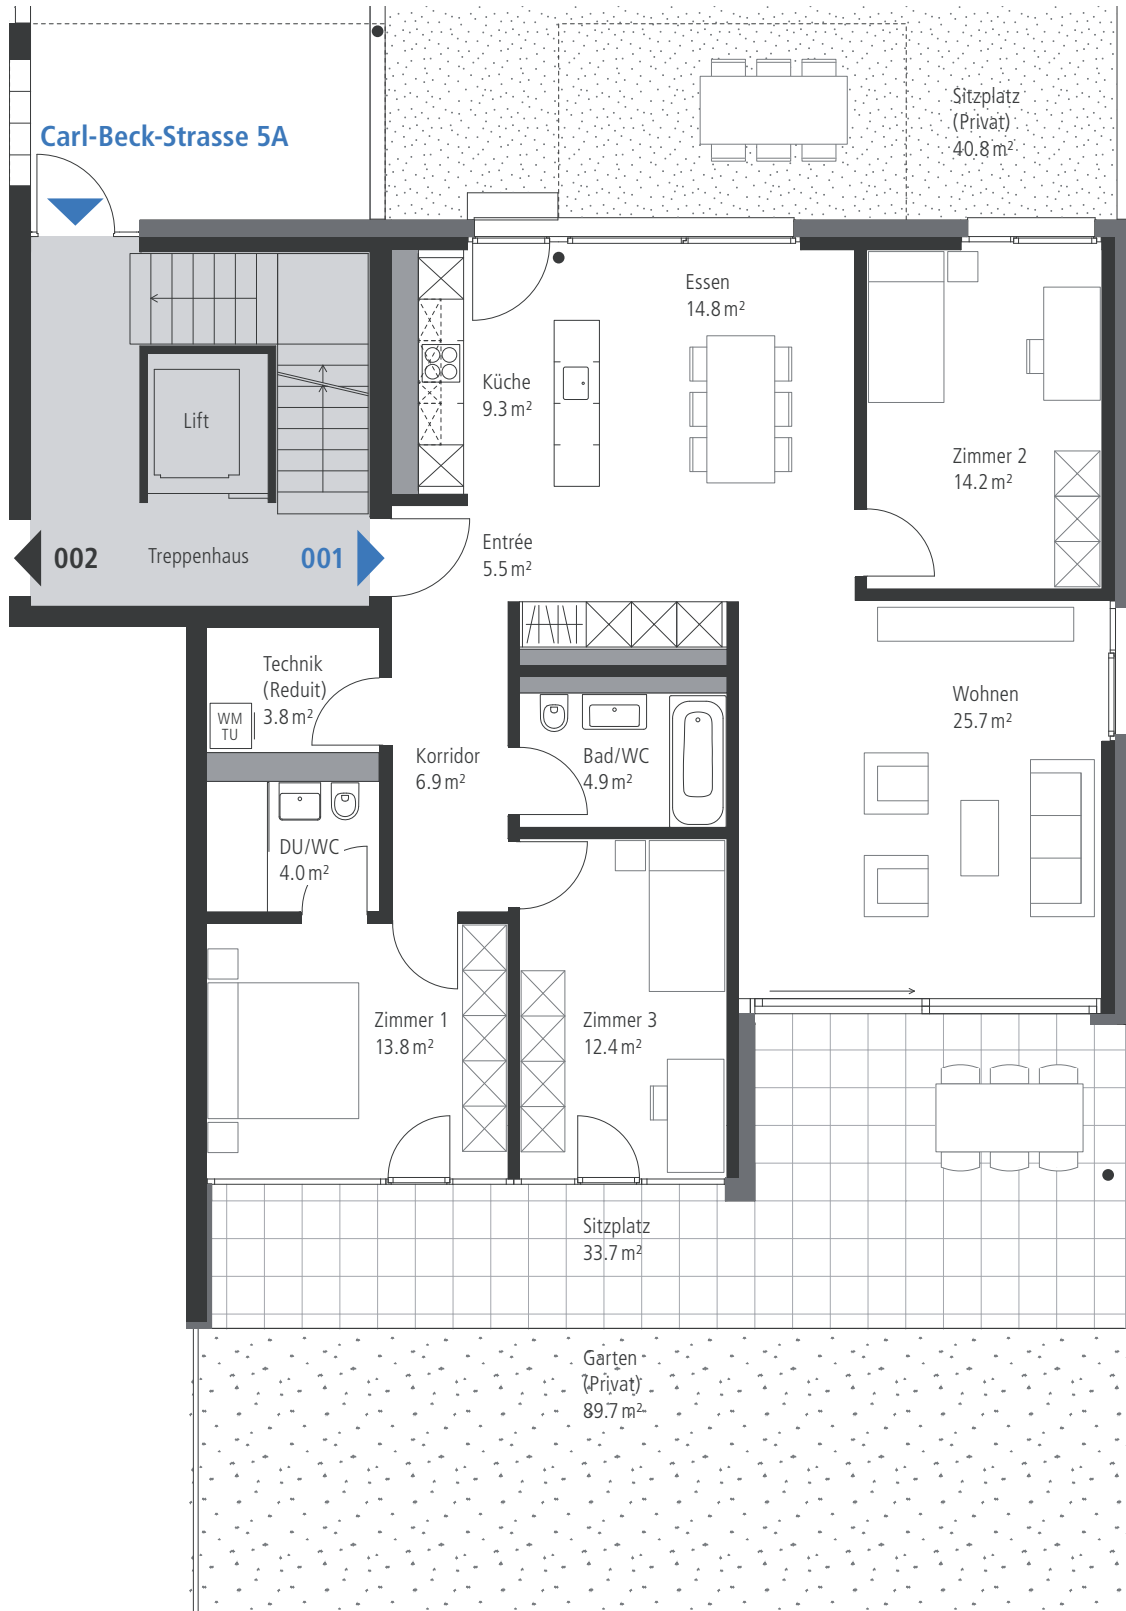 Sitzplatz
(Privat)
40.8 m²
Carl-Beck-Strasse 5A
Essen
14.8 m²
Küche
9.3 m²
Lift
Zimmer 2
14.2 m²
002
Treppenhaus
001
Entrée
5.5 m²
Technik
(Reduit)
3.8 m²
WM
TU
Wohnen
25.7 m²
Korridor
6.9 m²
Bad/WC
4.9 m²
DU/WC
4.0 m²
Zimmer 1
13.8 m²
Zimmer 3
12.4 m²
Sitzplatz
33.7 m²
Garten
(Privat)
89.7 m²